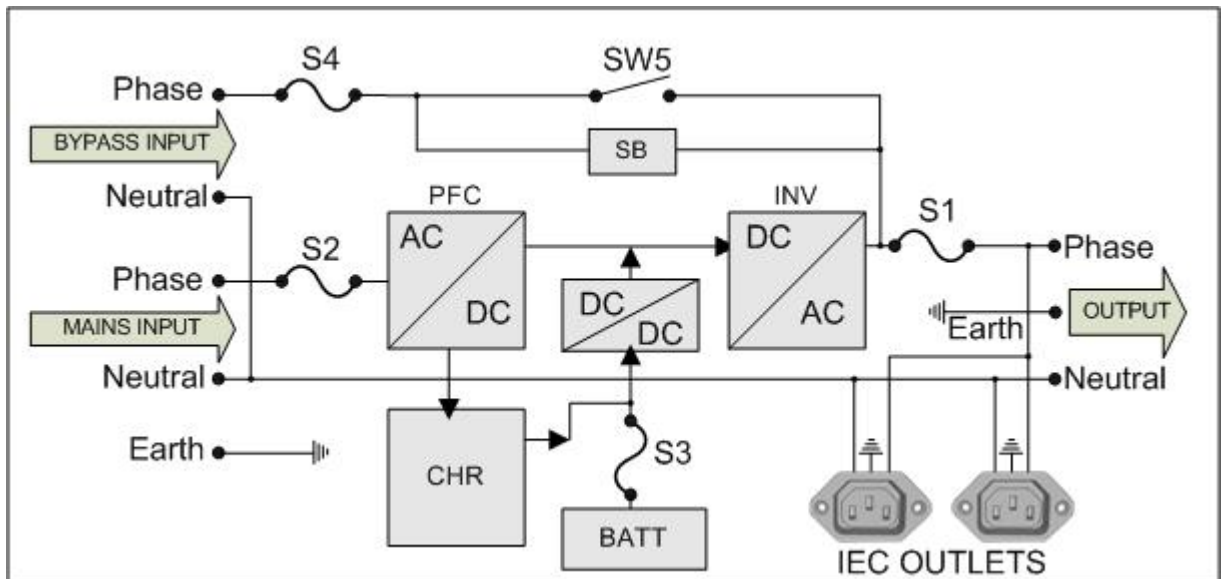 S4
SW5
Phase
BYPASS INPUT
SB
Neutral
PFC
INV
S2
AC
DC
DC
AC
S1
Phase
Phase
MAINS INPUT
DC
DC
Earth
OUTPUT
Neutral
Neutral
Earth
CHR
S3
BATT
IEC OUTLETS